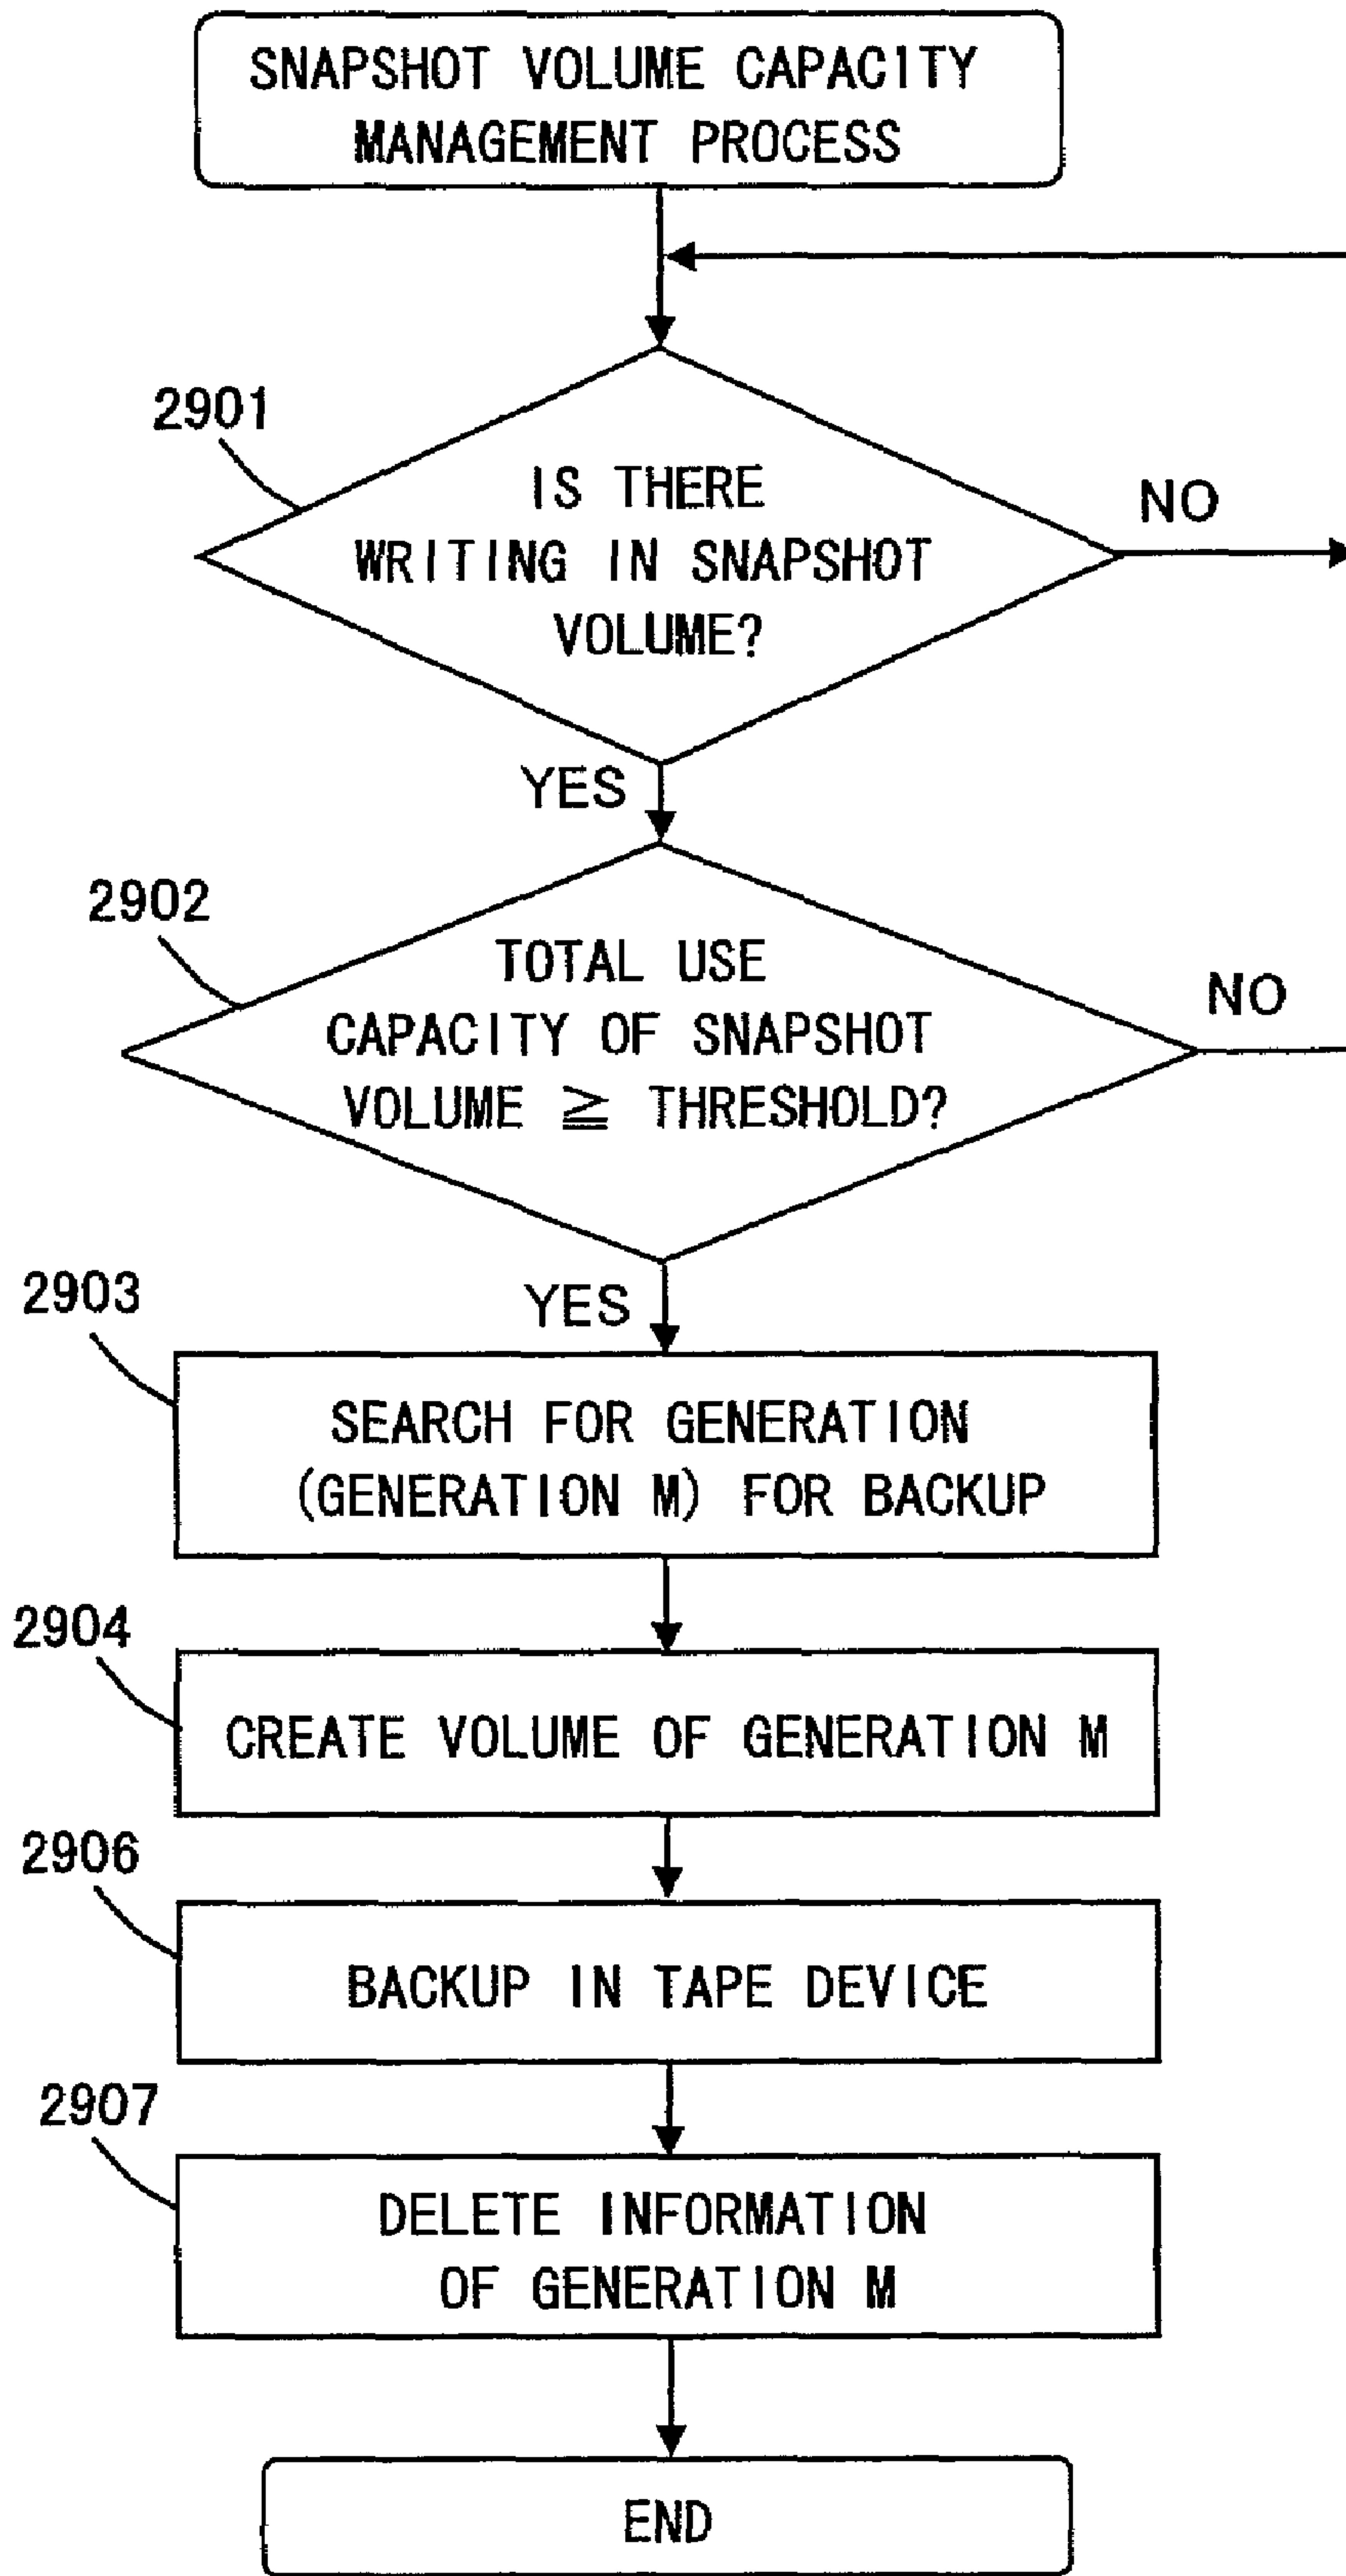 SNAPSHOT VOLUME CAPACITY
MANAGEMENT PROCESS
2901
IS THERE
WRITING IN SNAPSHOT
VOLUME?
NO
YES
2902
TOTAL USE
CAPACITY OF SNAPSHOT
VOLUME ≧ THRESHOLD?
NO
YES
2903
SEARCH FOR GENERATION
(GENERATION M) FOR BACKUP
2904
CREATE VOLUME OF GENERATION M
2906
BACKUP IN TAPE DEVICE
2907
DELETE INFORMATION
OF GENERATION M
END